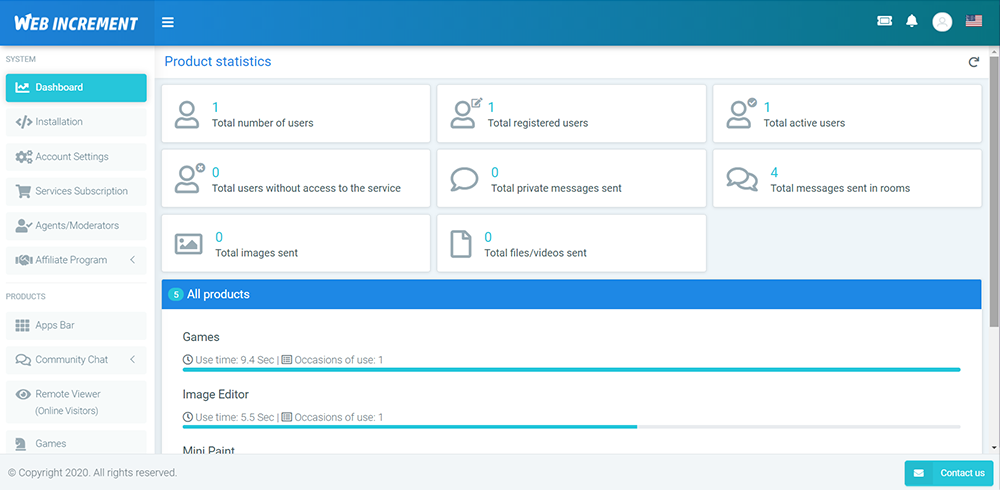 WEB INCREMENT
SYSTEM
Dashboard
Installation
Account Settings
Services Subscription
Agents/Moderators
Affiliate Program
PRODUCTS
Apps Bar
Community Chat
Remote Viewer
(Online Visitors)
Games
Product statistics
1
Total number of users
1
Total registered users
1
Total active users
0
Total users without access to the service
0
Total private messages sent
4
Total messages sent in rooms
0
Total images sent
0
Total files/videos sent
5 All products
Games
Use time: 9.4 Sec | Occasions of use: 1
Image Editor
Use time: 5.5 Sec | Occasions of use: 1
Mini Paint
© Copyright 2020. All rights reserved.
Contact us